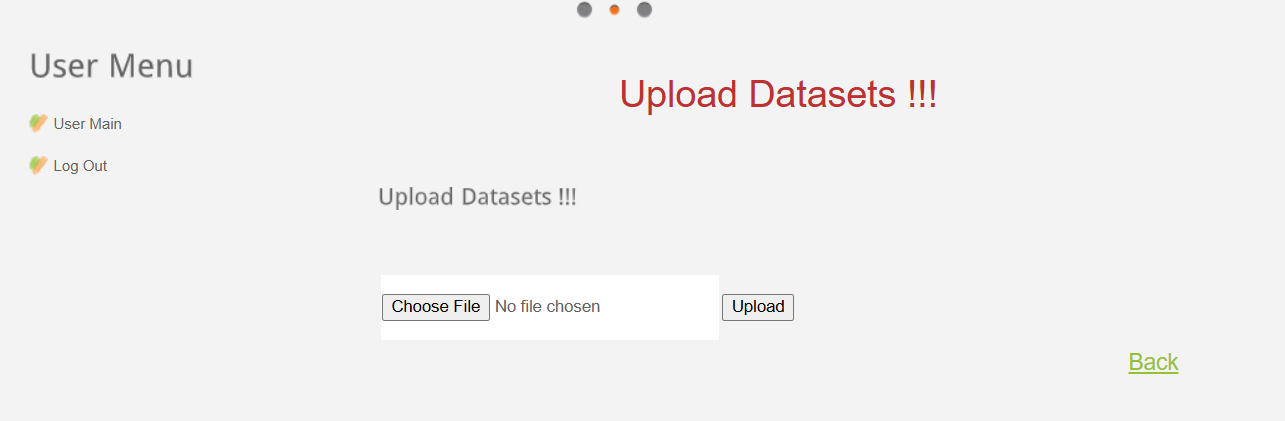 User Menu
Upload Datasets !!!
User Main
Log Out
Upload Datasets !!!
Choose File No file chosen Upload
Back